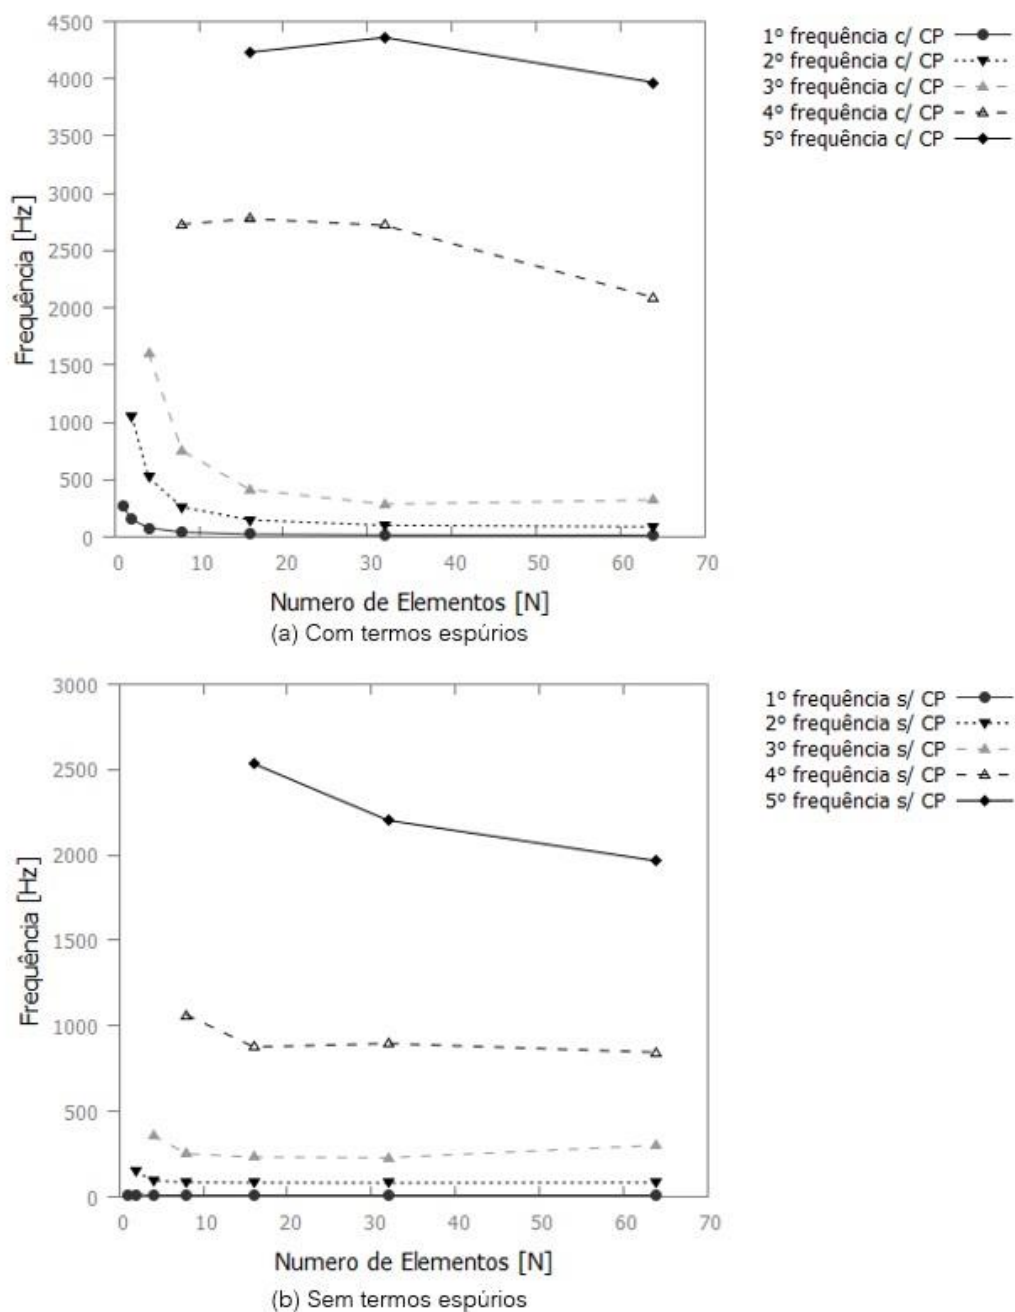 4500
4000
3500
3000
2500
2000
1500
1000
500
0
Frequência [Hz]
0 10 20 30 40 50 60 70
Numero de Elementos [N]
(a) Com termos espúrios
1º frequência c/ CP
2º frequência c/ CP
3º frequência c/ CP
4º frequência c/ CP
5º frequência c/ CP
3000
2500
2000
1500
1000
500
0
Frequência [Hz]
0 10 20 30 40 50 60 70
Numero de Elementos [N]
(b) Sem termos espúrios
1º frequência s/ CP
2º frequência s/ CP
3º frequência s/ CP
4º frequência s/ CP
5º frequência s/ CP